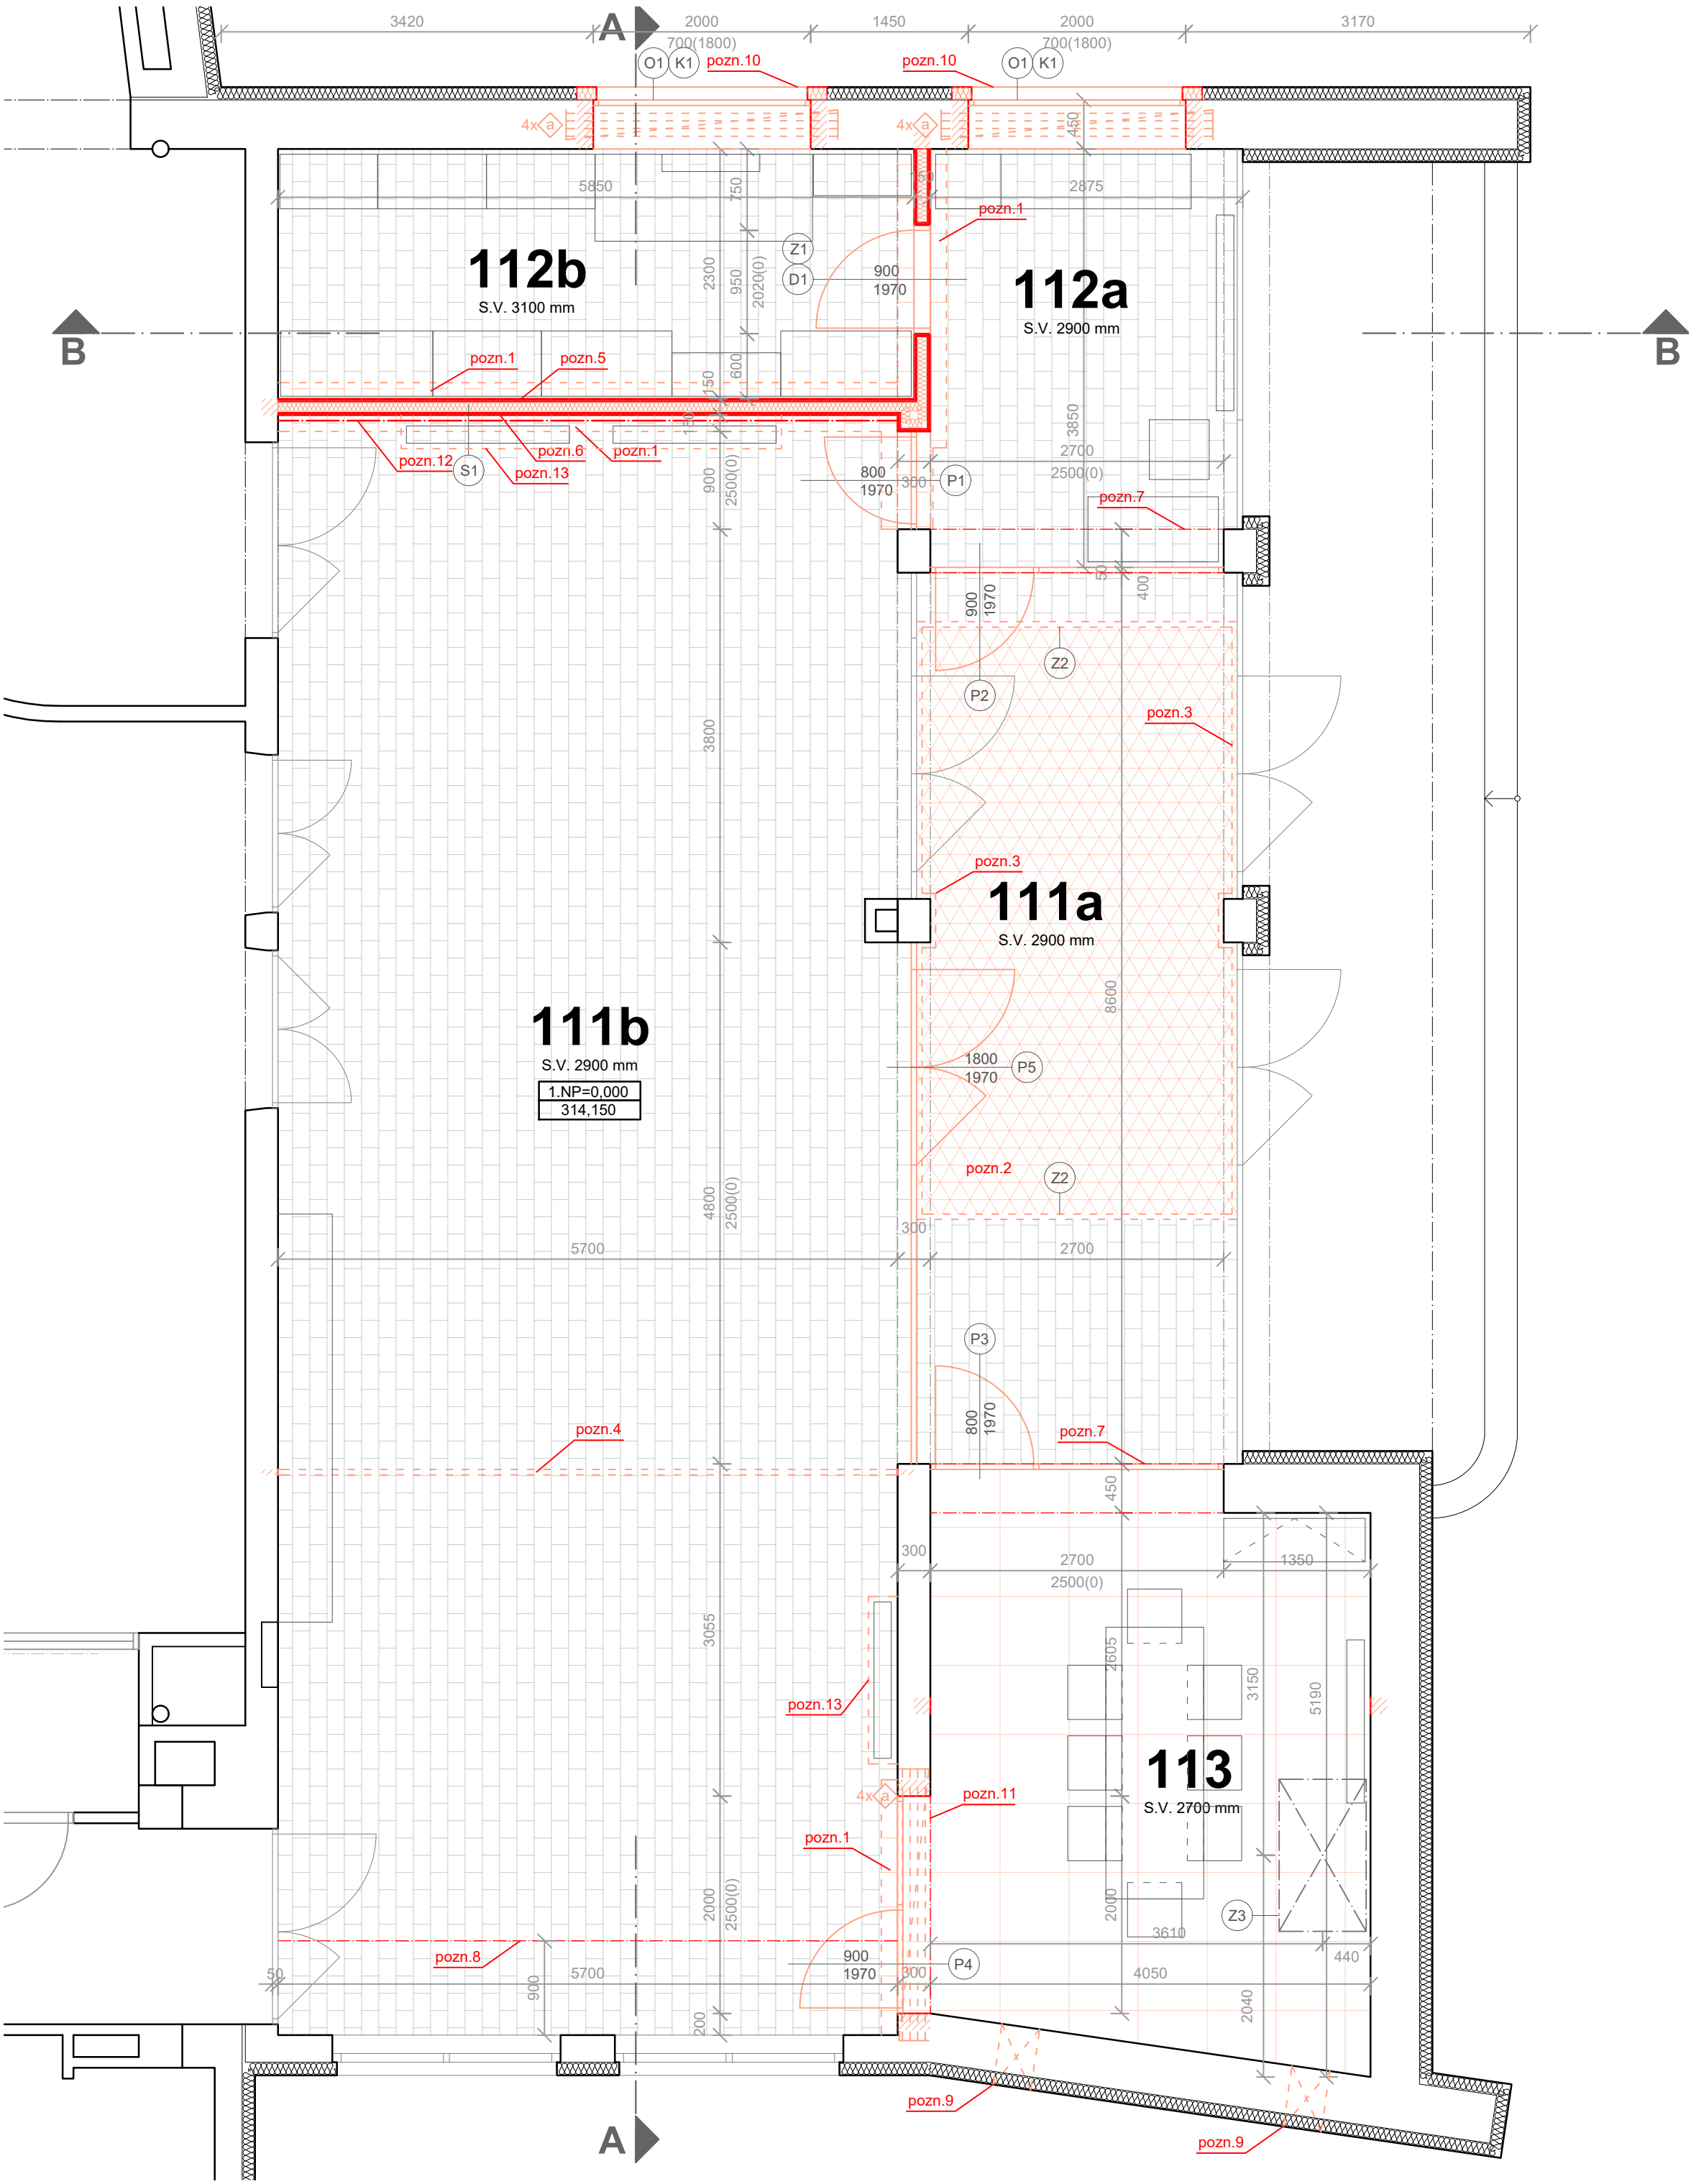 3420
A
2000
700(1800)
1450
2000
700(1800)
3170
O1
K1
pozn.10
pozn.10
O1
K1
4x
a
4x
a
450
5850
750
2875
pozn.1
112b
S.V. 3100 mm
2300
950
2020(0)
Z1
D1
900
1970
112a
S.V. 2900 mm
B
B
pozn.1
pozn.5
600
150
3850
pozn.12
S1
pozn.6
pozn.13
pozn.1
900
2500(0)
800
1970
300
P1
2700
2500(0)
pozn.7
50
400
900
1970
P2
Z2
pozn.3
3800
pozn.3
111a
S.V. 2900 mm
8600
111b
S.V. 2900 mm
1.NP=0,000
314,150
1800
1970
P5
pozn.2
Z2
4800
2500(0)
300
5700
2700
P3
800
1970
pozn.7
pozn.4
450
300
2700
2500(0)
1350
3055
2605
3150
5190
pozn.13
113
S.V. 2700 mm
4x
a
pozn.11
pozn.1
2000
2500(0)
2000
Z3
3610
440
pozn.8
900
1970
P4
50
900
5700
300
4050
200
2040
pozn.9
A
pozn.9